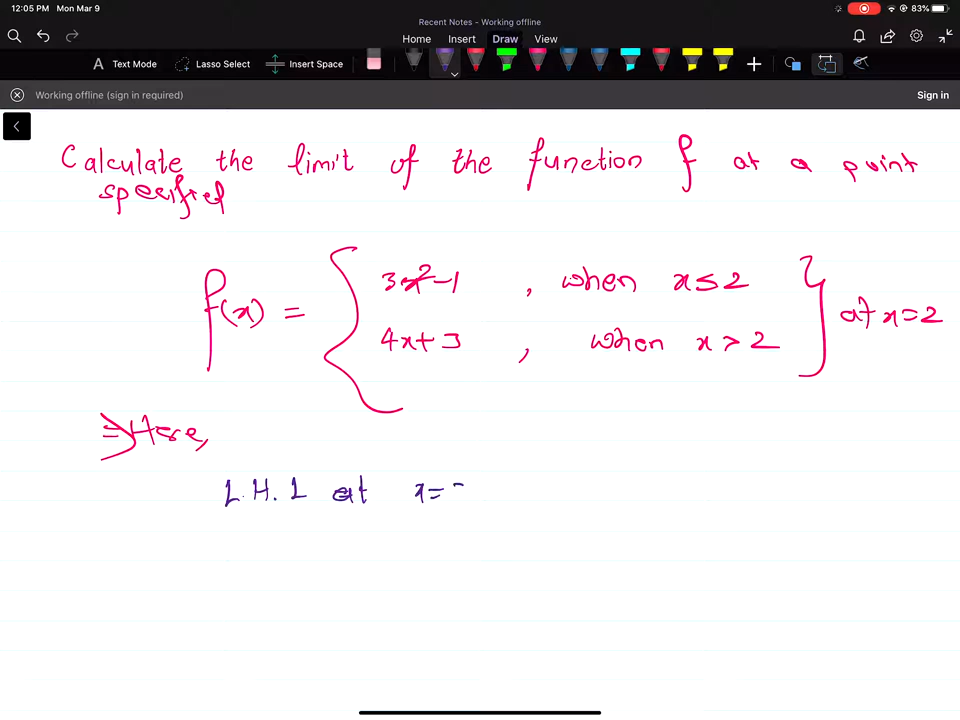 12:05 PM Mon Mar 9
83%
Recent Notes - Working offline
Home Insert Draw View
Text Mode Lasso Select Insert Space
Working offline (sign in required) Sign in
Calculate the limit of the function f at a point
specified
f(x) = { 3x²-1 , when x ≤ 2
4x+3 , when x > 2 } at x=2
⇒ Here,
L.H.L at x=